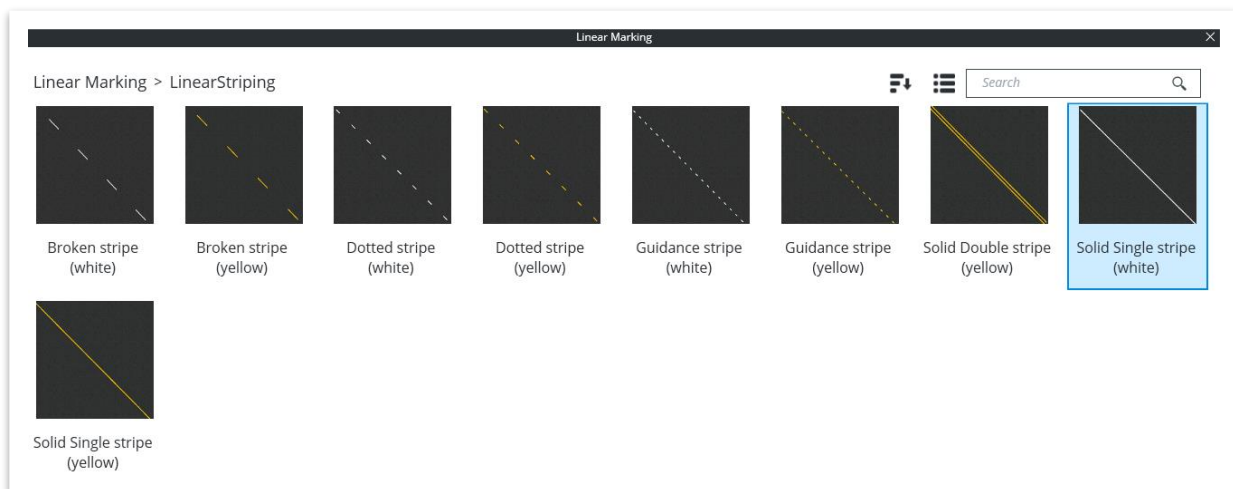 Linear Marking
Linear Marking > LinearStriping
Search
Broken stripe
(white)
Broken stripe
(yellow)
Dotted stripe
(white)
Dotted stripe
(yellow)
Guidance stripe
(white)
Guidance stripe
(yellow)
Solid Double stripe
(yellow)
Solid Single stripe
(white)
Solid Single stripe
(yellow)